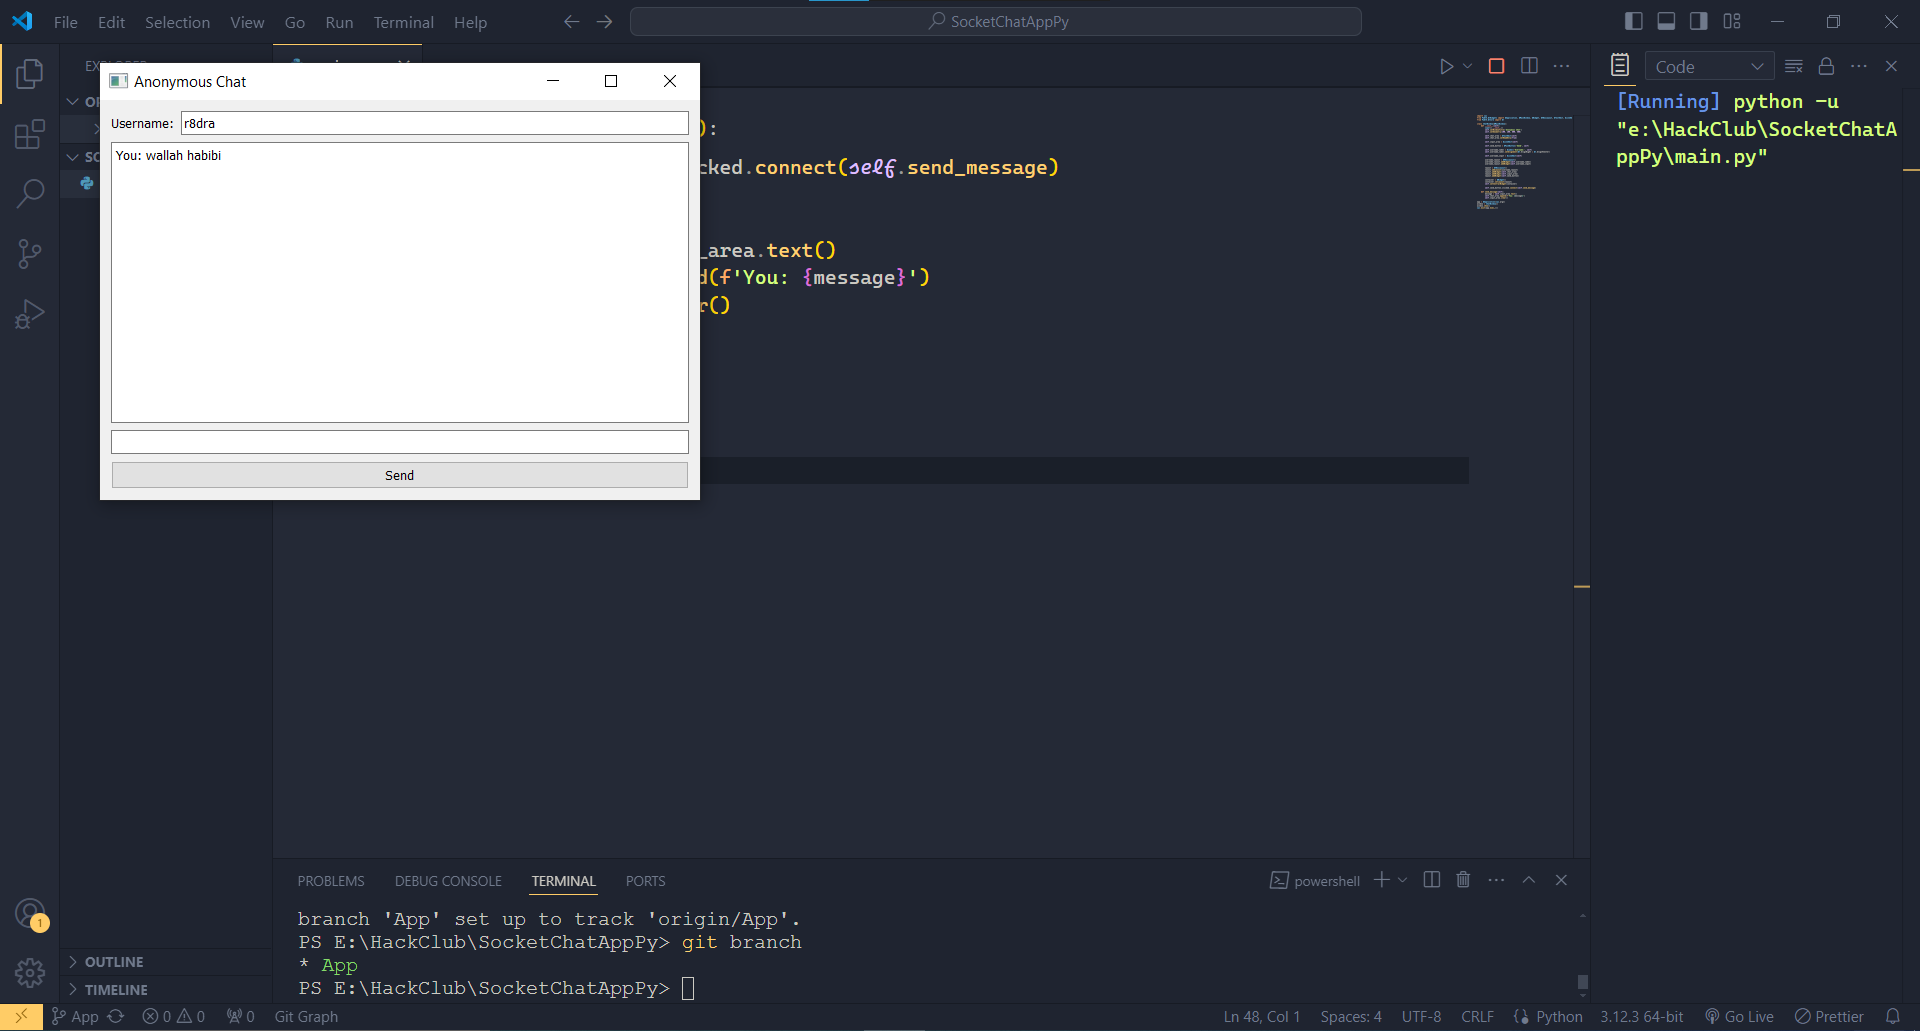 File Edit Selection View Go Run Terminal Help
SocketChatAppPy
Anonymous Chat
Username: r8dra
You: wallah habibi
Send
):
cked.connect(self.send_message)
_area.text()
d(f'You: {message}')
r()
Code
[Running] python -u
"e:\HackClub\SocketChatA
ppPy\main.py"
PROBLEMS DEBUG CONSOLE TERMINAL PORTS
powershell
branch 'App' set up to track 'origin/App'.
PS E:\HackClub\SocketChatAppPy> git branch
* App
PS E:\HackClub\SocketChatAppPy>
1
OUTLINE
TIMELINE
App 0 0 0 Git Graph
Ln 48, Col 1 Spaces: 4 UTF-8 CRLF Python 3.12.3 64-bit Go Live Prettier